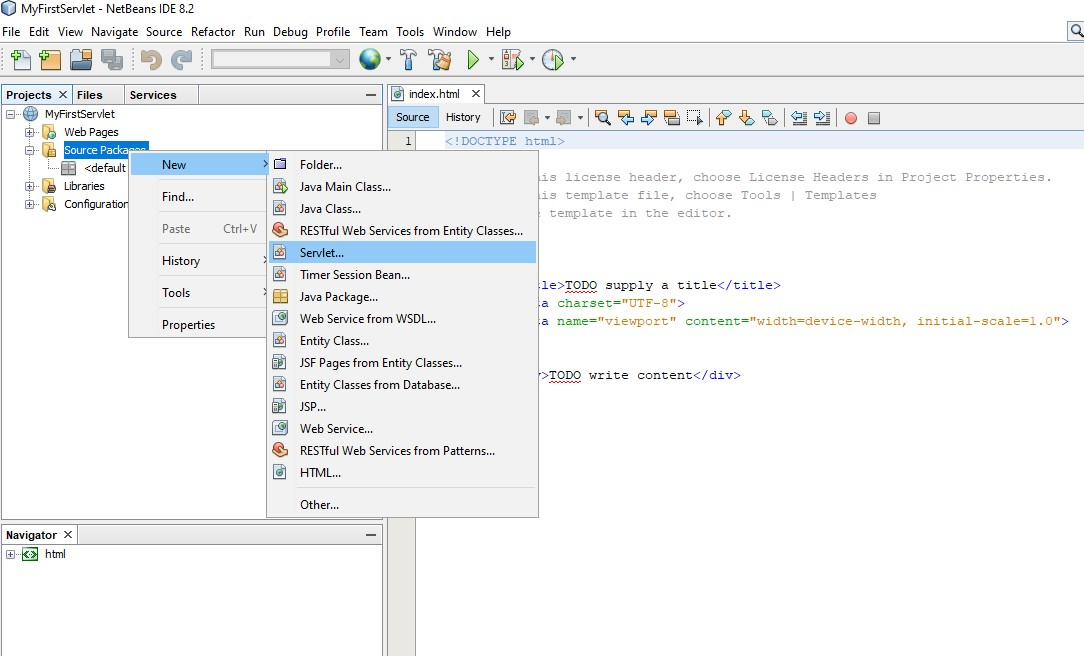 MyFirstServlet - NetBeans IDE 8.2
File Edit View Navigate Source Refactor Run Debug Profile Team Tools Window Help
Projects Files Services
MyFirstServlet
Web Pages
Source Packages
<default
Libraries
Configuration
New
Find...
Paste Ctrl+V
History
Tools
Properties
Folder...
Java Main Class...
Java Class...
RESTful Web Services from Entity Classes...
Servlet...
Timer Session Bean...
Java Package...
Web Service from WSDL...
Entity Class...
JSF Pages from Entity Classes...
Entity Classes from Database...
JSP...
Web Service...
RESTful Web Services from Patterns...
HTML...
Other...
index.html
Source History
1 <!DOCTYPE html>
his license header, choose License Headers in Project Properties.
his template file, choose Tools | Templates
e template in the editor.
le>TODO supply a title</title>
a charset="UTF-8">
a name="viewport" content="width=device-width, initial-scale=1.0">
>TODO write content</div>
Navigator
html